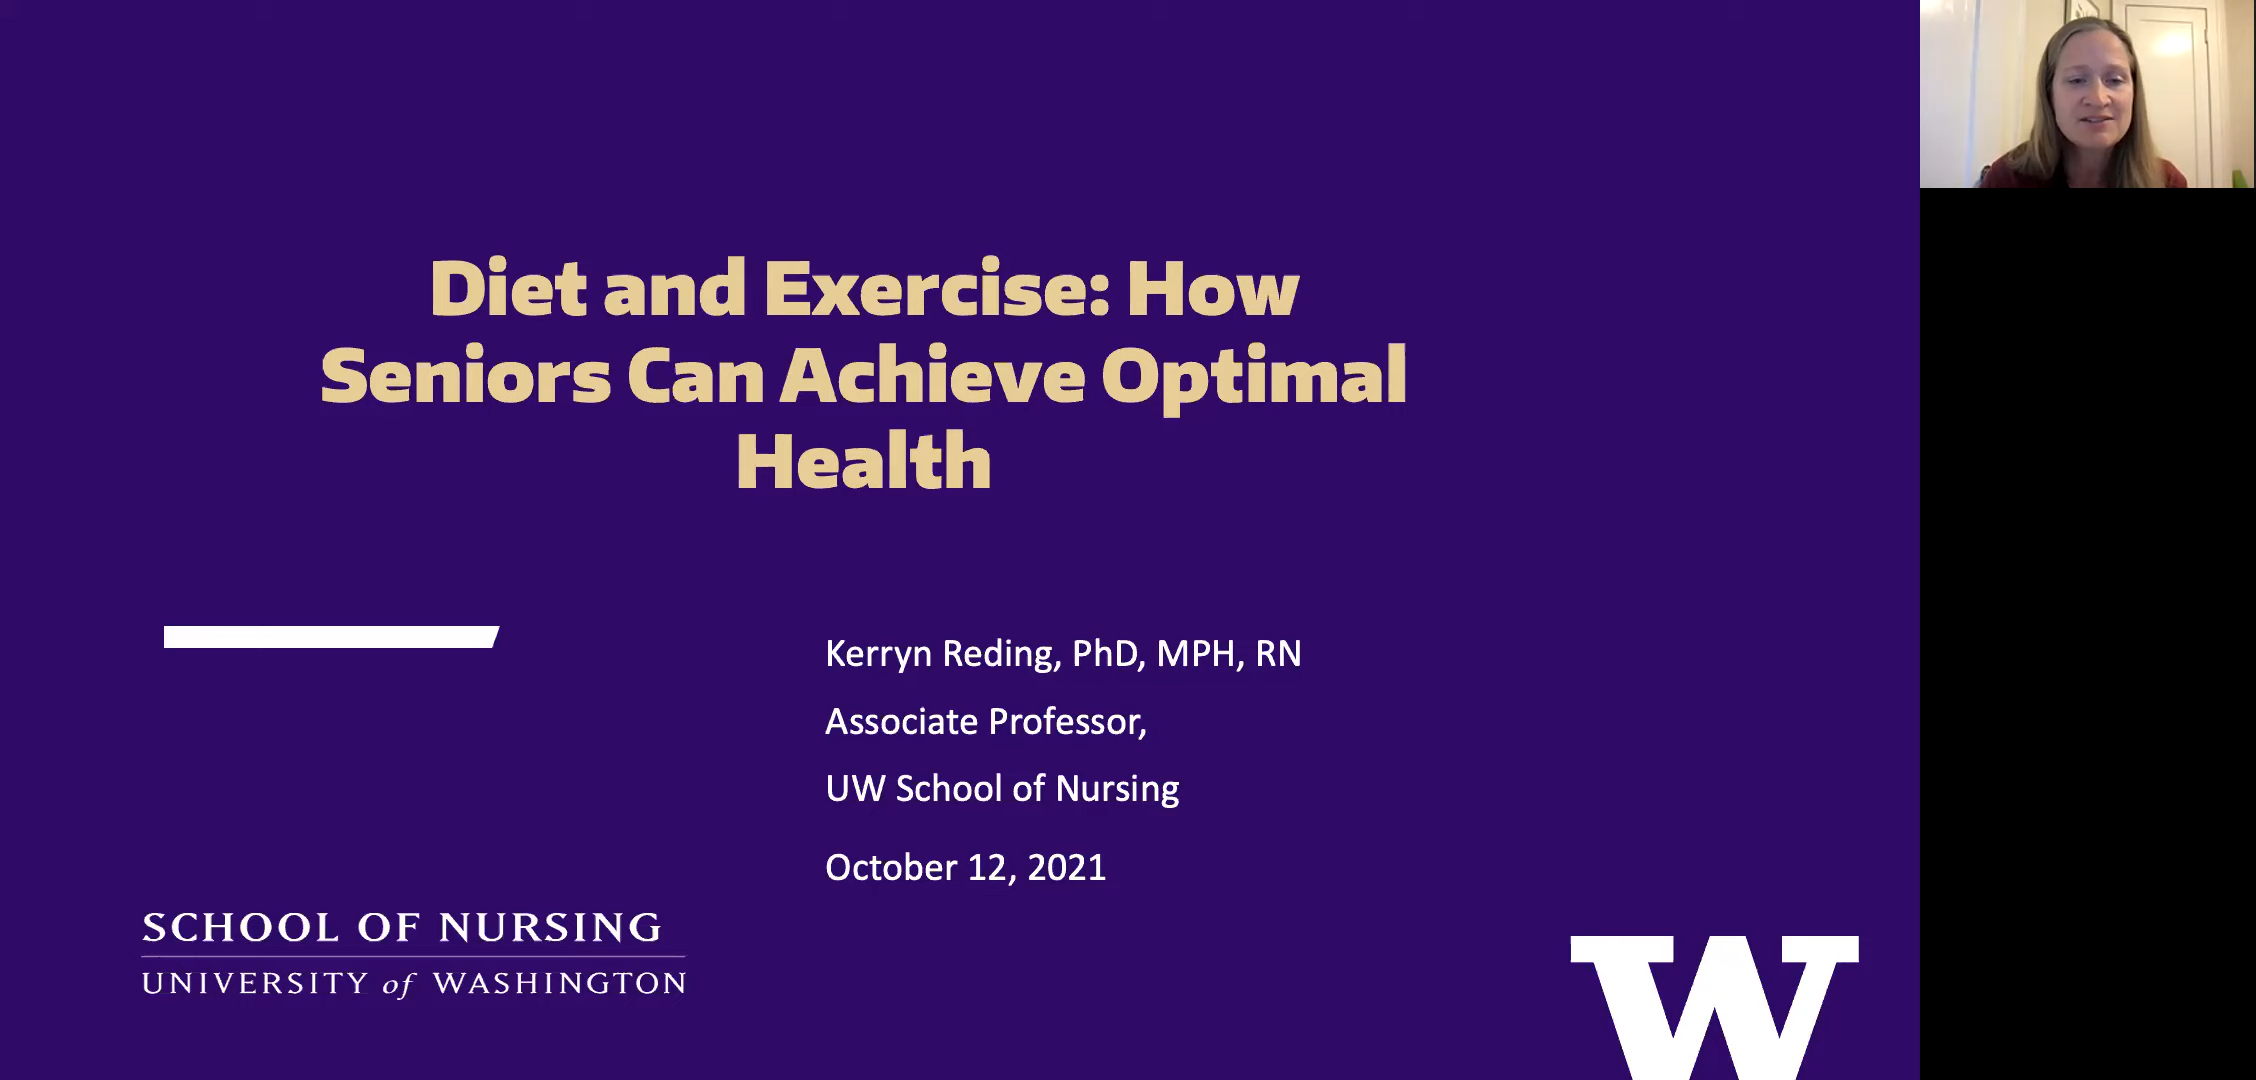 Diet and Exercise: How
Seniors Can Achieve Optimal
Health
Kerryn Reding, PhD, MPH, RN
Associate Professor,
UW School of Nursing
October 12, 2021
SCHOOL OF NURSING
UNIVERSITY of WASHINGTON
W